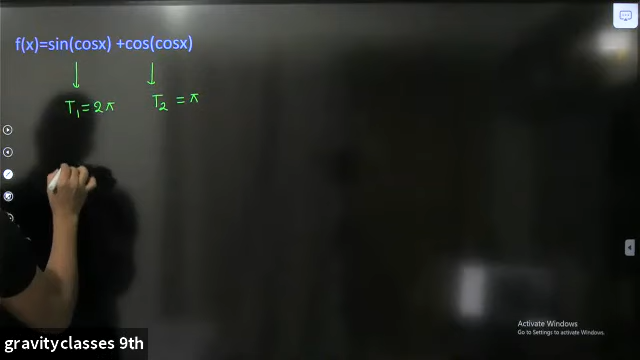 f(x)=sin(cosx) +cos(cosx)
T₁ = 2π T₂ = π
Activate Windows
Go to Settings to activate Windows.
gravityclasses 9th